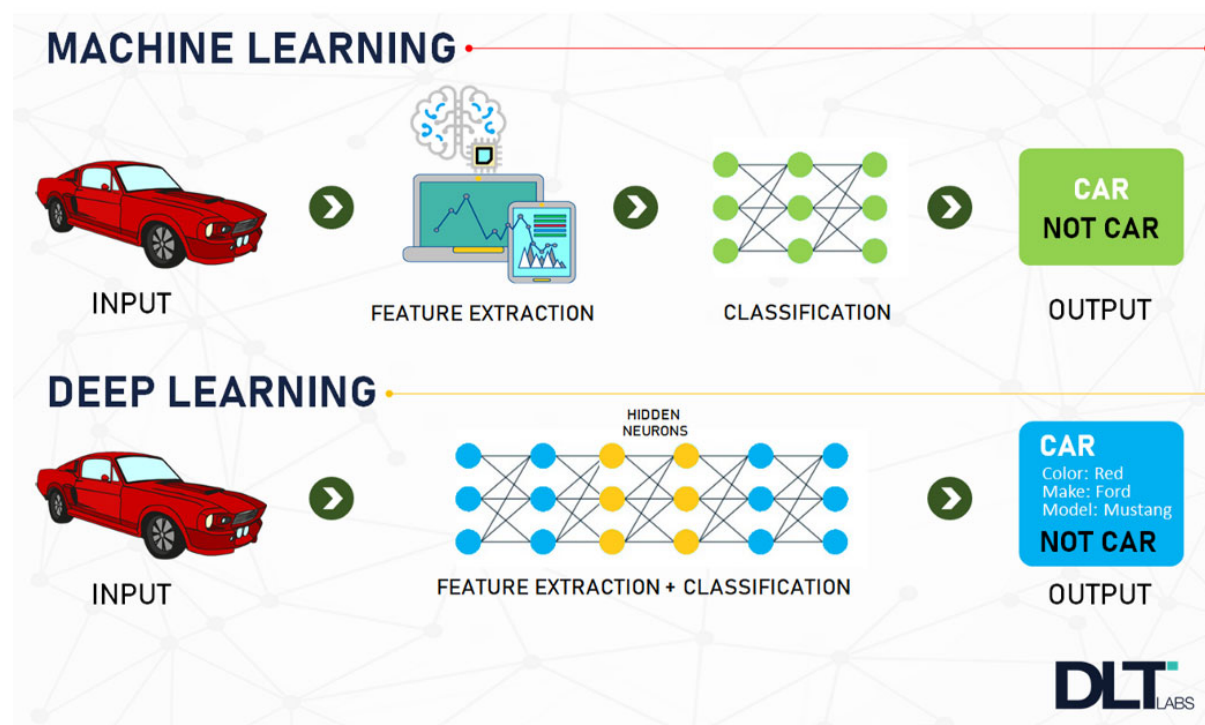 MACHINE LEARNING
INPUT
FEATURE EXTRACTION
CLASSIFICATION
CAR
NOT CAR
OUTPUT
DEEP LEARNING
INPUT
HIDDEN
NEURONS
FEATURE EXTRACTION + CLASSIFICATION
CAR
Color: Red
Make: Ford
Model: Mustang
NOT CAR
OUTPUT
DLT LABS